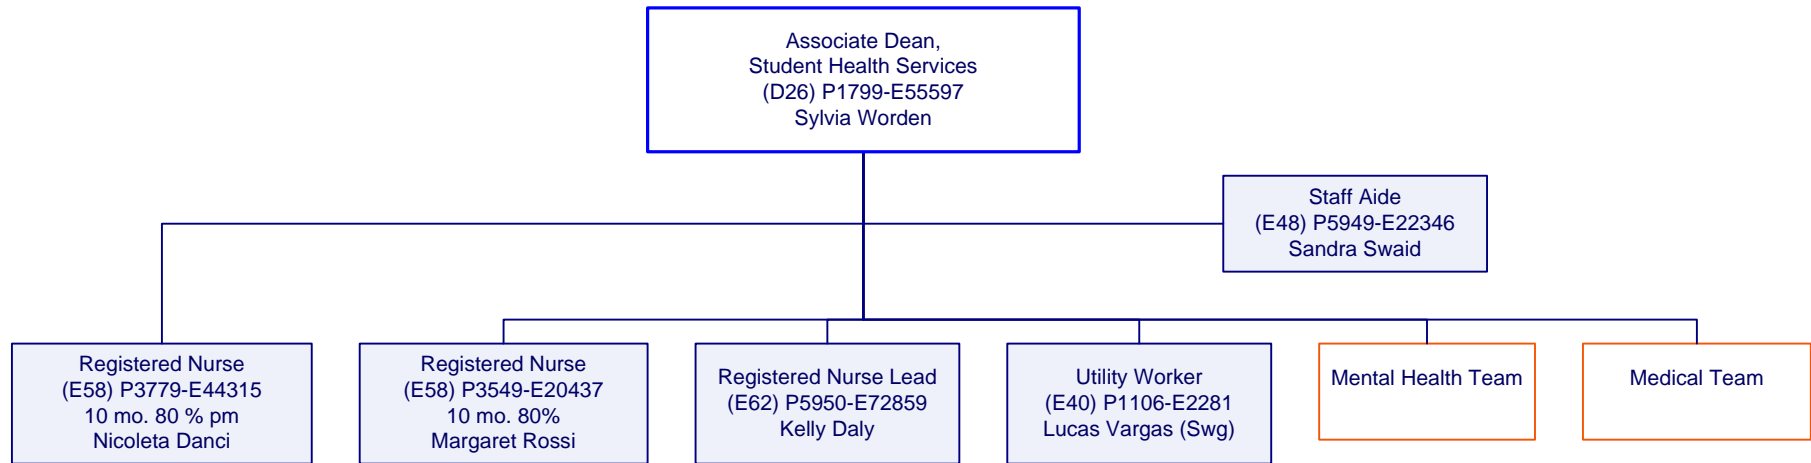 Associate Dean,
Student Health Services
(D26) P1799-E55597
Sylvia Worden
Staff Aide
(E48) P5949-E22346
Sandra Swaid
Registered Nurse
(E58) P3779-E44315
10 mo. 80 % pm
Nicoleta Danci
Registered Nurse
(E58) P3549-E20437
10 mo. 80%
Margaret Rossi
Registered Nurse Lead
(E62) P5950-E72859
Kelly Daly
Utility Worker
(E40) P1106-E2281
Lucas Vargas (Swg)
Mental Health Team
Medical Team